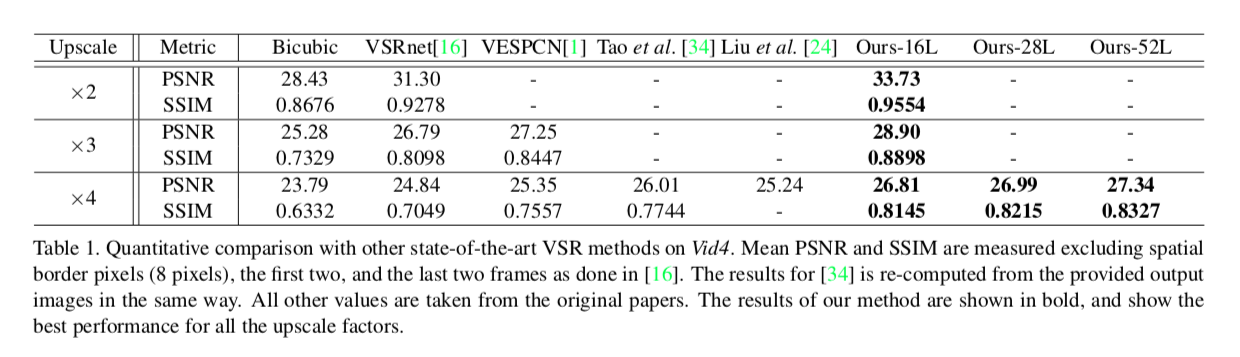 Upscale Metric Bicubic VSRnet[16] VESPCN[1] Tao et al. [34] Liu et al. [24] Ours-16L Ours-28L Ours-52L
×2 PSNR 28.43 31.30 - - - 33.73 - -
SSIM 0.8676 0.9278 - - - 0.9554 - -
×3 PSNR 25.28 26.79 27.25 - - 28.90 - -
SSIM 0.7329 0.8098 0.8447 - - 0.8898 - -
×4 PSNR 23.79 24.84 25.35 26.01 25.24 26.81 26.99 27.34
SSIM 0.6332 0.7049 0.7557 0.7744 - 0.8145 0.8215 0.8327
Table 1. Quantitative comparison with other state-of-the-art VSR methods on Vid4. Mean PSNR and SSIM are measured excluding spatial
border pixels (8 pixels), the first two, and the last two frames as done in [16]. The results for [34] is re-computed from the provided output
images in the same way. All other values are taken from the original papers. The results of our method are shown in bold, and show the
best performance for all the upscale factors.